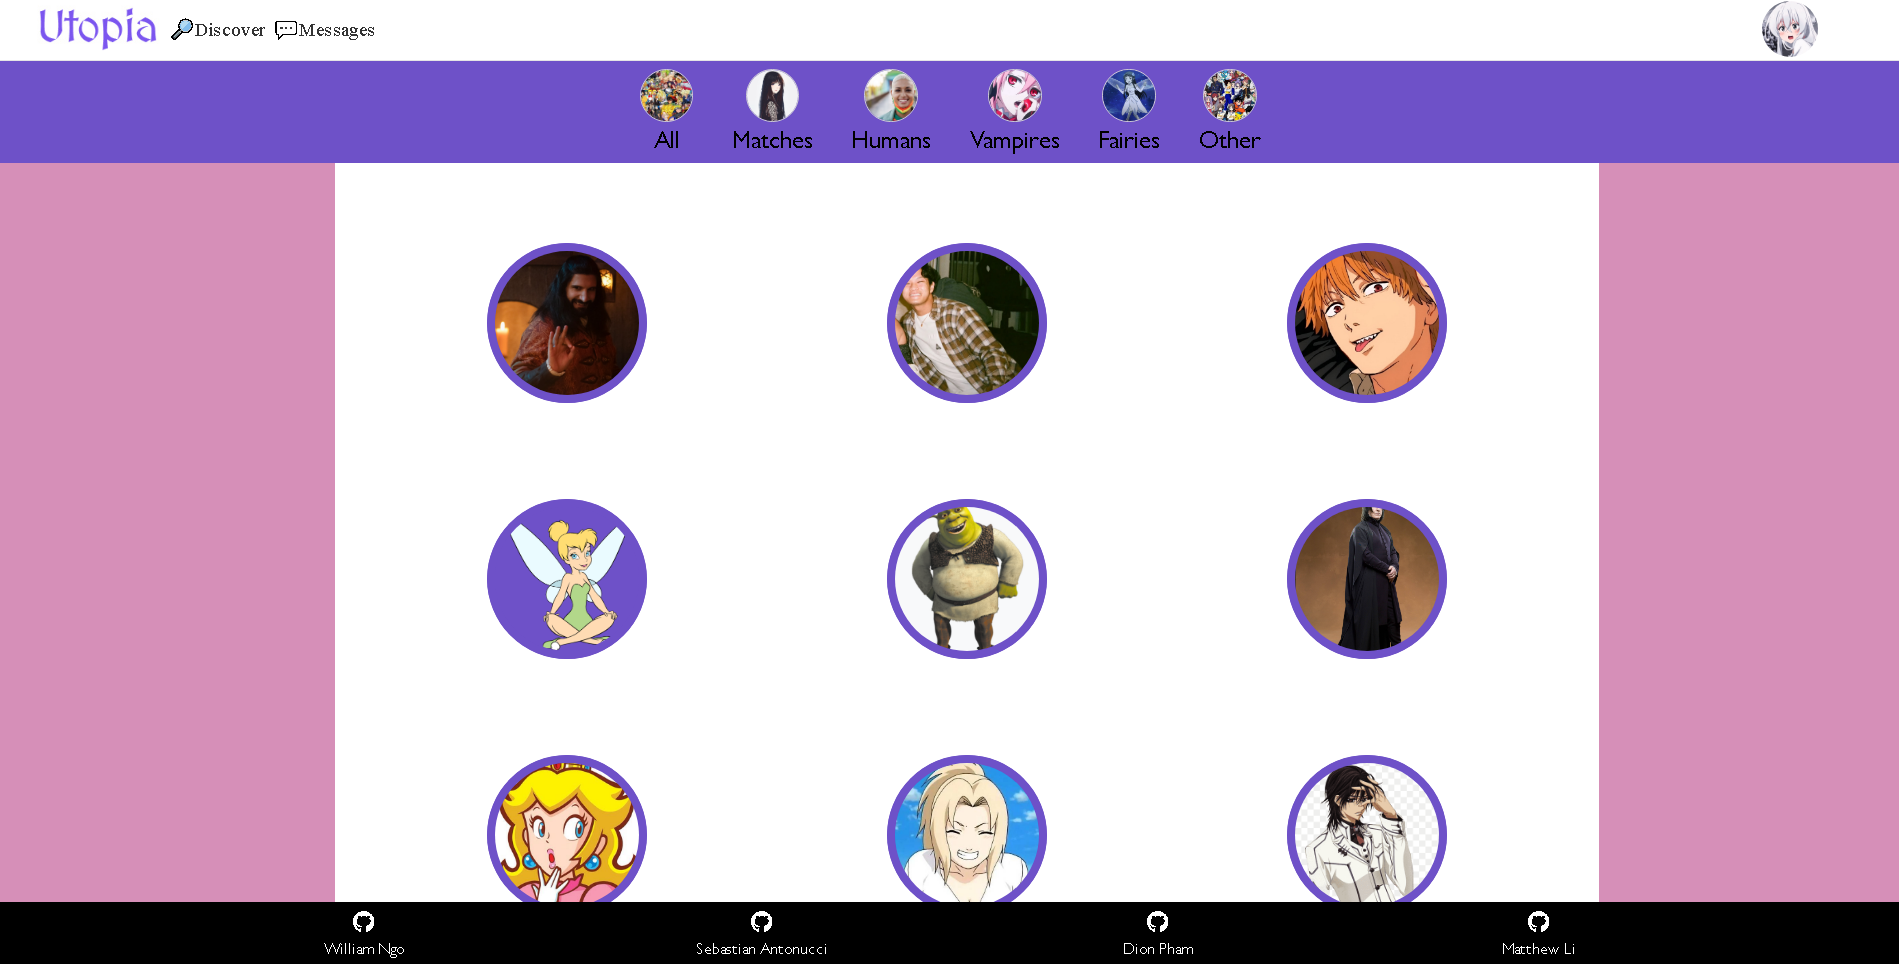 Utopia
Discover
Messages
All
Matches
Humans
Vampires
Fairies
Other
William Ngo
Sebastian Antonucci
Dion Pham
Matthew Li